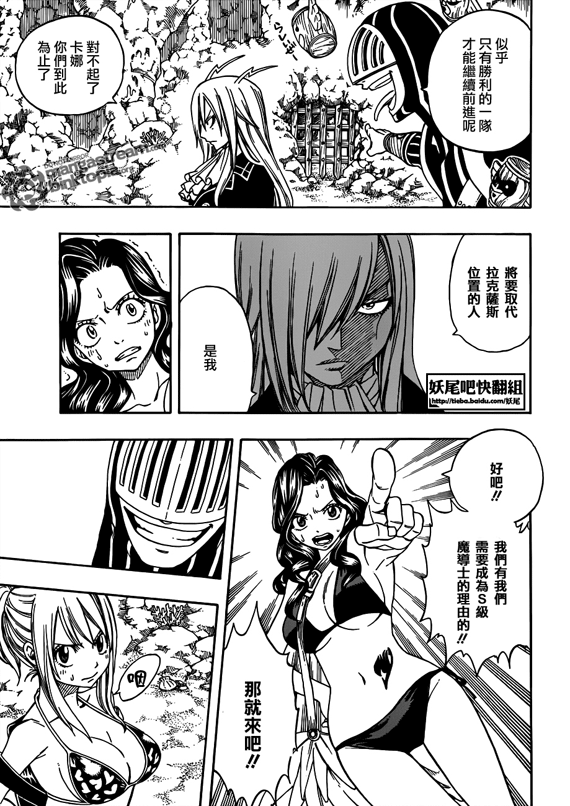 似乎
只有勝利的一隊
才能繼續前進呢
對不起了
卡娜
你們到此
為止了
將要取代
拉克薩斯
位置的人
是我
妖尾吧快翻組
http://tieba.baidu.com/妖尾
好吧!!
我們有我們
需要成為S級
魔導士的理由的!!
那就來吧!!